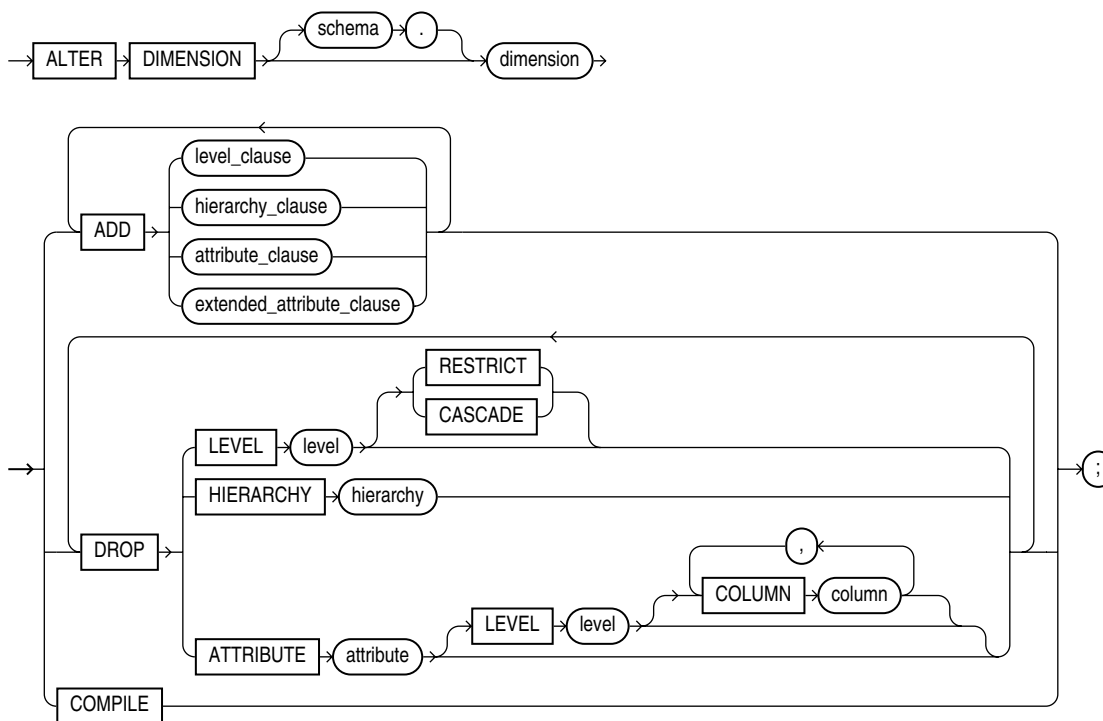 schema .
ALTER DIMENSION dimension
level_clause
hierarchy_clause
ADD
attribute_clause
extended_attribute_clause
RESTRICT
CASCADE
LEVEL level
;
HIERARCHY hierarchy
,
DROP
COLUMN column
LEVEL level
ATTRIBUTE attribute
COMPILE